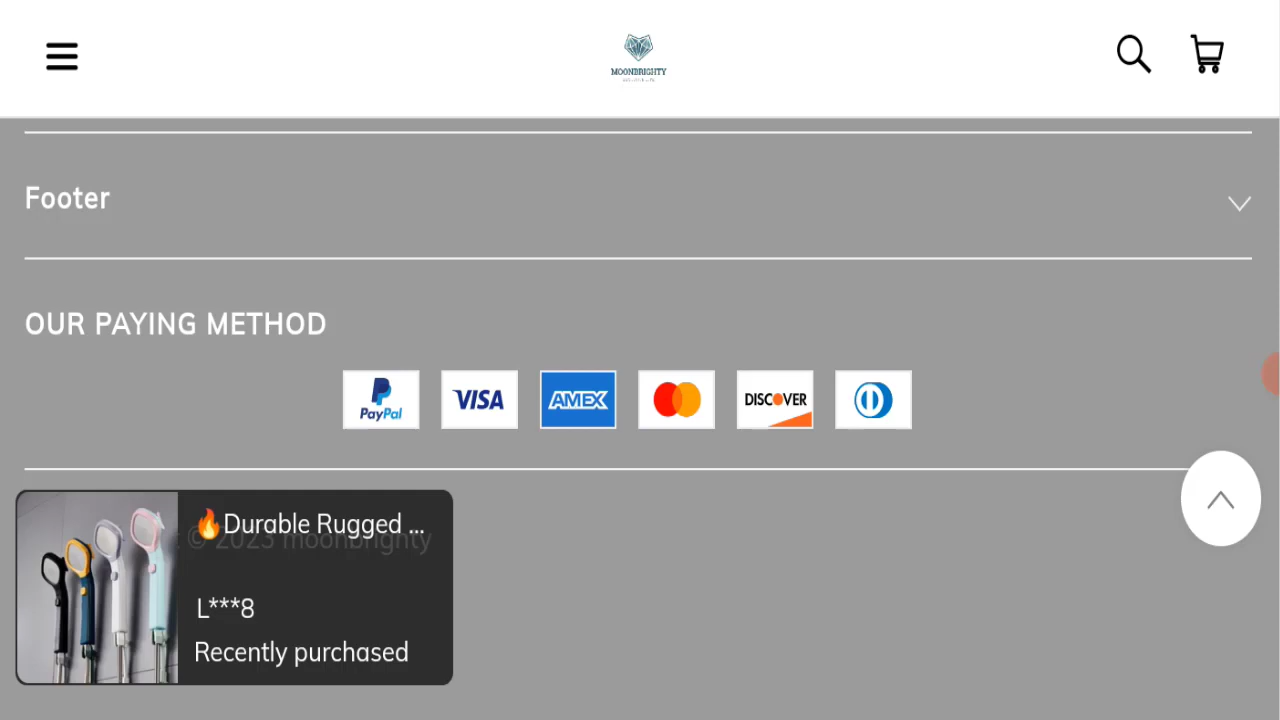 MOONBRIGHTY
Footer
OUR PAYING METHOD
PayPal VISA AMEX DISCOVER
🔥Durable Rugged ...
© 2023 moonbrighty
L***8
Recently purchased